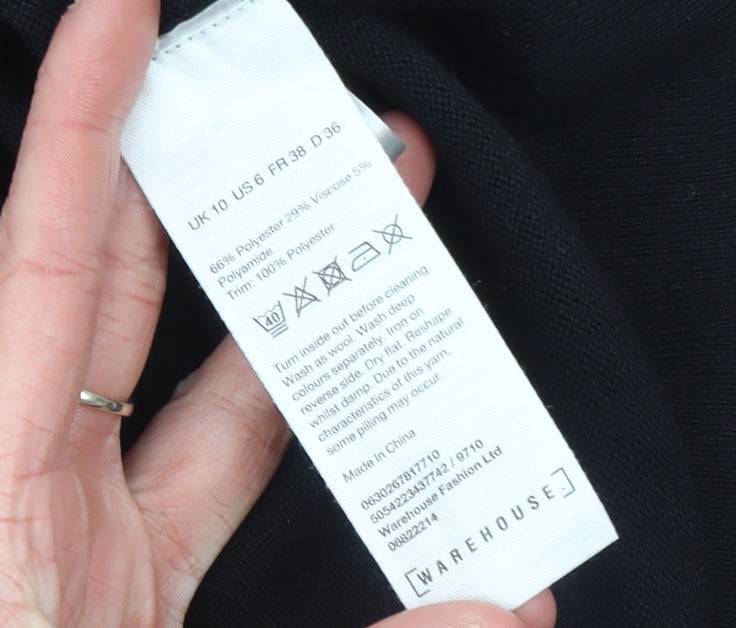 UK 10 US 6 FR 38 D 36
66% Polyester 29% Viscose 5%
Polyamide
Trim: 100% Polyester
40
Turn inside out before cleaning.
Wash as wool. Wash deep
colours separately. Iron on
reverse side. Dry flat. Reshape
whilst damp. Due to the natural
characteristics of this yarn,
some pilling may occur.
Made in China
0630267817710
5054223437742 / 9710
Warehouse Fashion Ltd
06822214
[WAREHOUSE.]